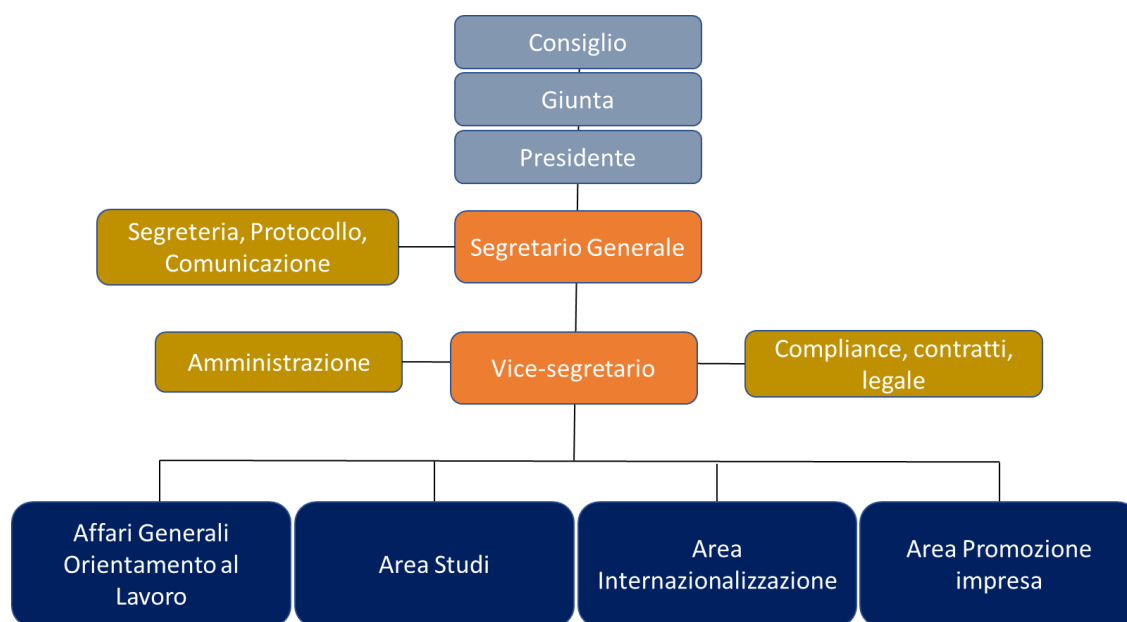 Consiglio
Giunta
Presidente
Segreteria, Protocollo,
Comunicazione
Segretario Generale
Amministrazione
Vice-segretario
Compliance, contratti,
legale
Affari Generali
Orientamento al
Lavoro
Area Studi
Area
Internazionalizzazione
Area Promozione
impresa